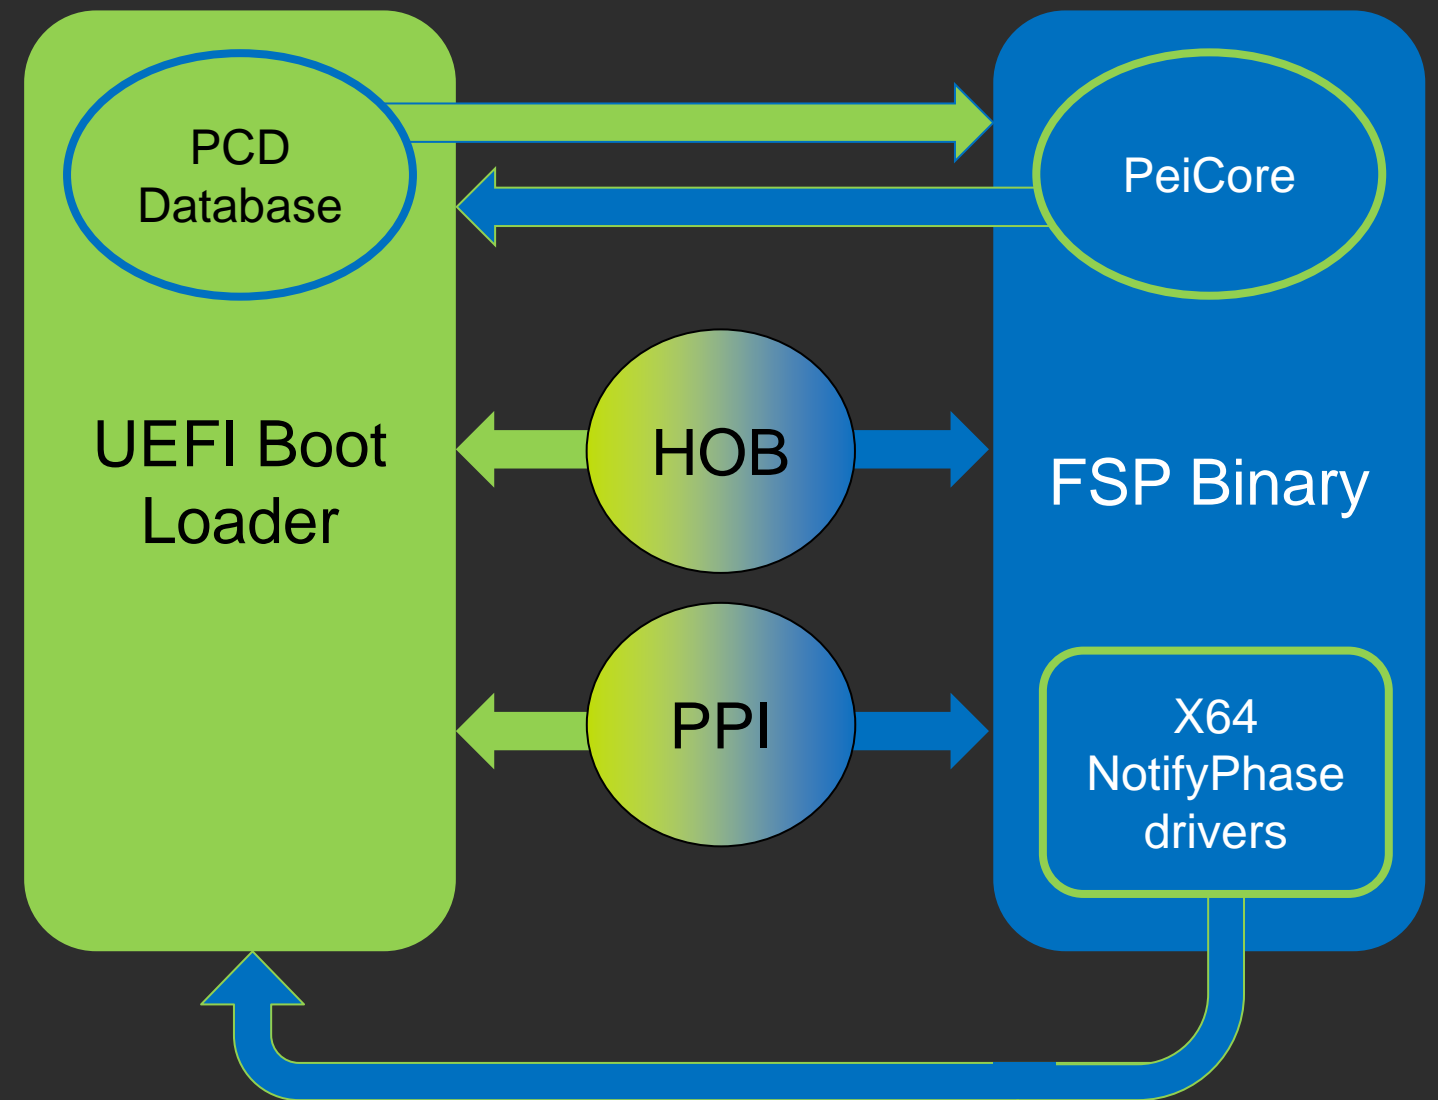 PCD
Database
PeiCore
UEFI Boot
Loader
HOB
FSP Binary
PPI
X64
NotifyPhase
drivers